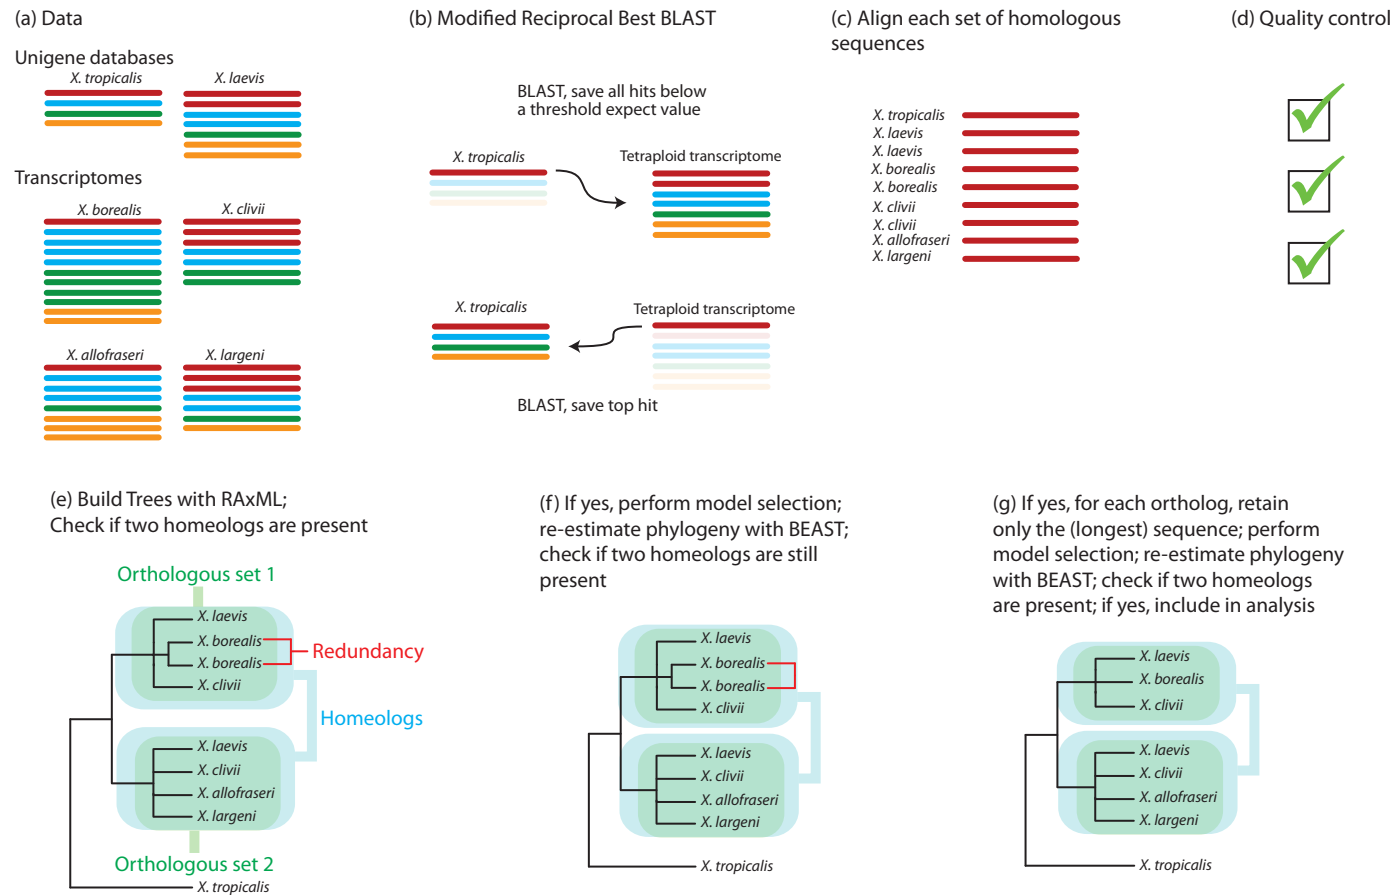 (a) Data
Unigene databases
X. tropicalis
X. laevis
Transcriptomes
X. borealis
X. clivii
X. allofraseri
X. largeni
(b) Modified Reciprocal Best BLAST
BLAST, save all hits below
a threshold expect value
X. tropicalis
Tetraploid transcriptome
X. tropicalis
Tetraploid transcriptome
BLAST, save top hit
(c) Align each set of homologous
sequences
X. tropicalis
X. laevis
X. laevis
X. borealis
X. borealis
X. clivii
X. clivii
X. allofraseri
X. largeni
(d) Quality control
(e) Build Trees with RAxML;
Check if two homeologs are present
Orthologous set 1
X. laevis
X. borealis
X. borealis
X. clivii
Redundancy
Homeologs
X. laevis
X. clivii
X. allofraseri
X. largeni
Orthologous set 2
X. tropicalis
(f) If yes, perform model selection;
re-estimate phylogeny with BEAST;
check if two homeologs are still
present
X. laevis
X. borealis
X. borealis
X. clivii
X. laevis
X. clivii
X. allofraseri
X. largeni
X. tropicalis
(g) If yes, for each ortholog, retain
only the (longest) sequence; perform
model selection; re-estimate phylogeny
with BEAST; check if two homeologs
are present; if yes, include in analysis
X. laevis
X. borealis
X. clivii
X. laevis
X. clivii
X. allofraseri
X. largeni
X. tropicalis